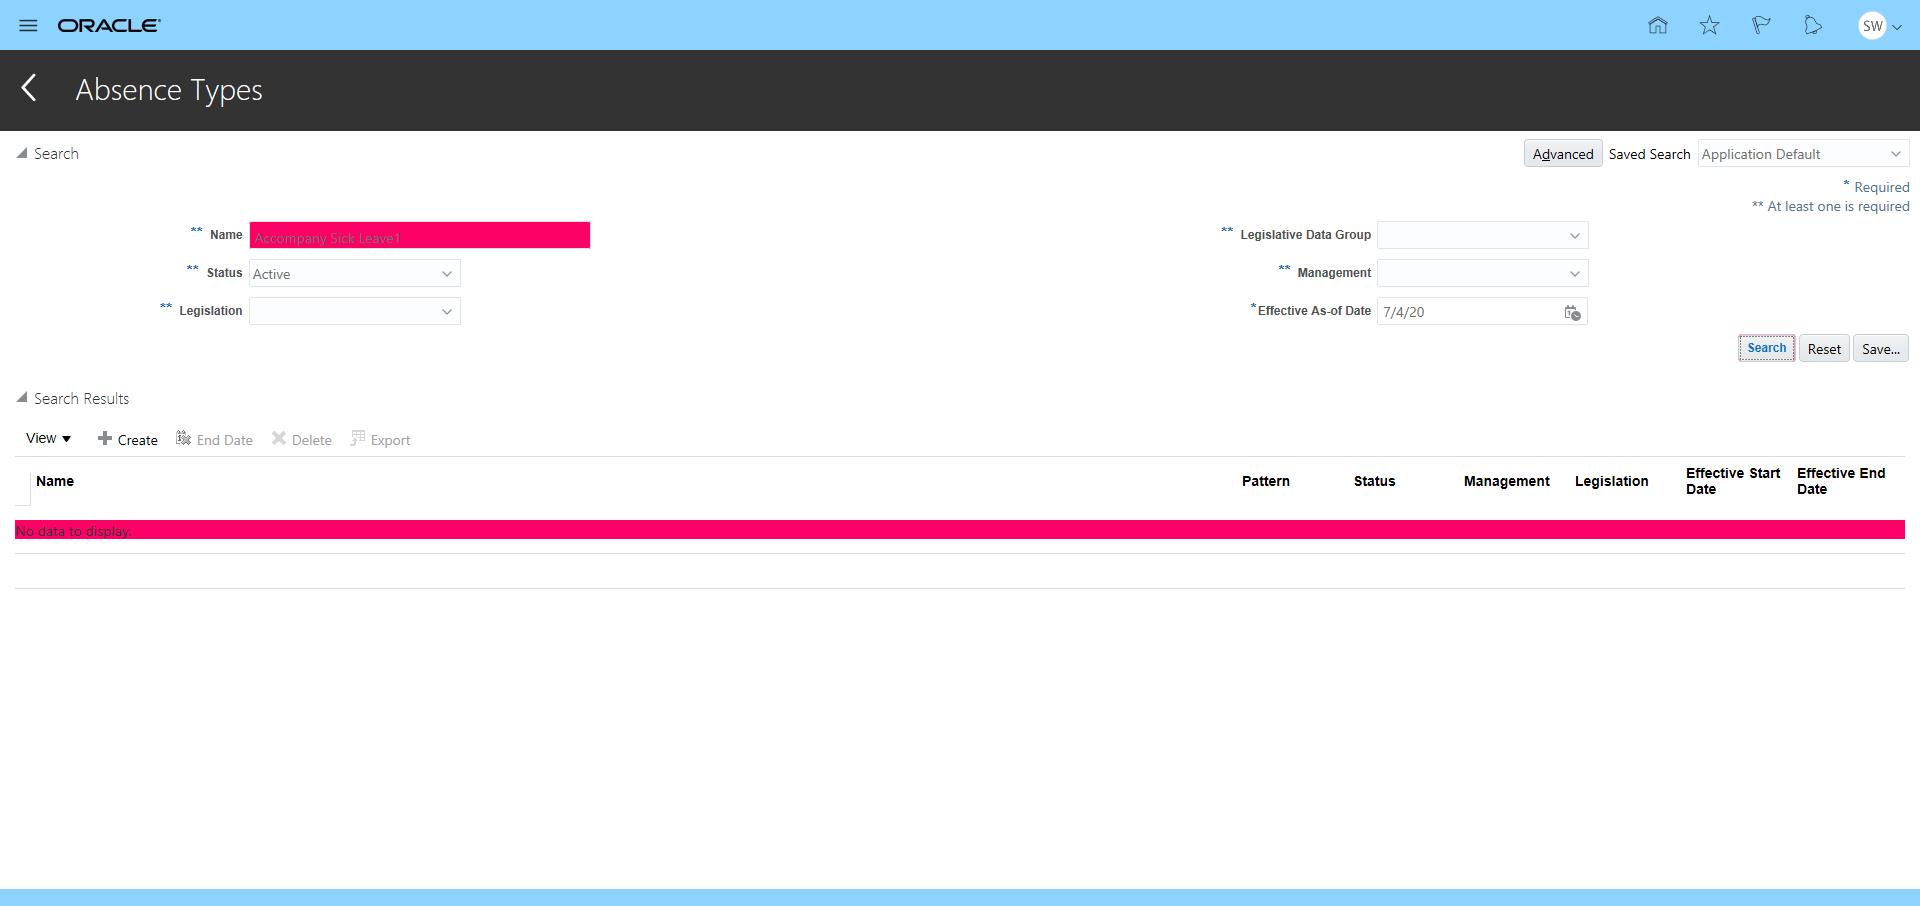 ORACLE
SW
Absence Types
Search
Advanced Saved Search Application Default
* Required
** At least one is required
** Name Accompany Sick Leave1
** Legislative Data Group
** Status Active
** Management
** Legislation
* Effective As-of Date 7/4/20
Search Reset Save...
Search Results
View Create End Date Delete Export
Name Pattern Status Management Legislation Effective Start Date Effective End Date
No data to display.